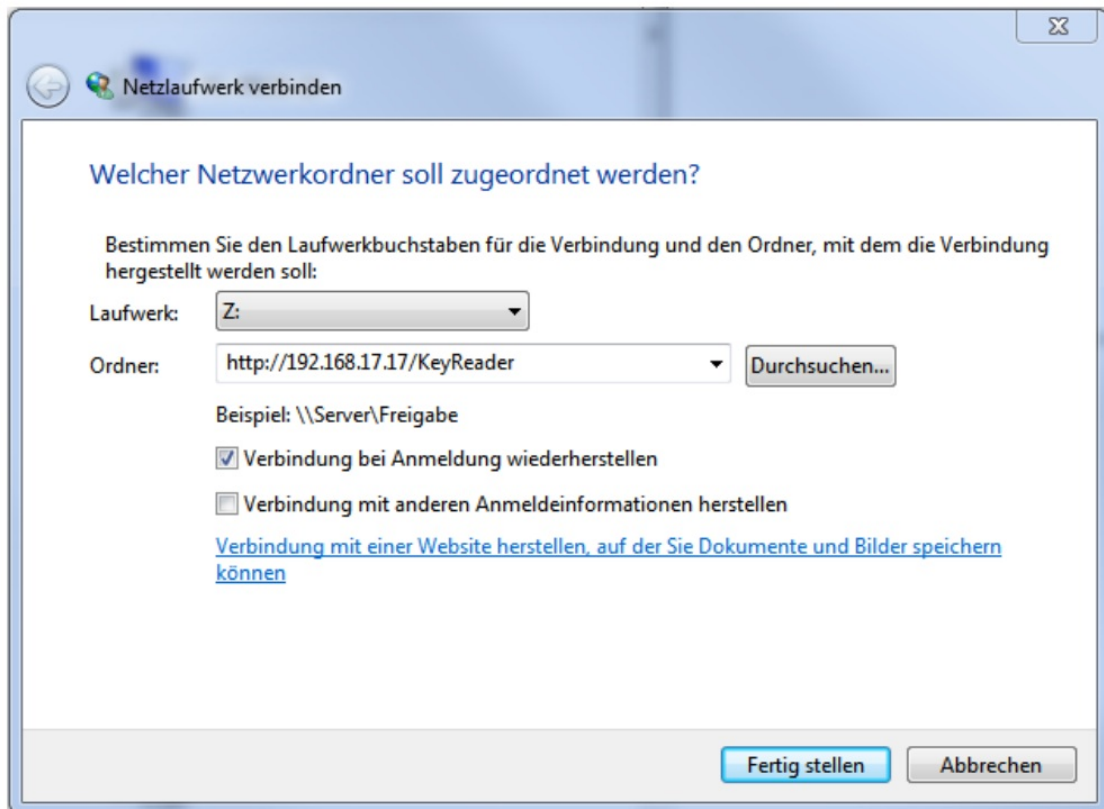 Netzlaufwerk verbinden
Welcher Netzwerkordner soll zugeordnet werden?
Bestimmen Sie den Laufwerkbuchstaben für die Verbindung und den Ordner, mit dem die Verbindung
hergestellt werden soll:
Laufwerk: Z:
Ordner: http://192.168.17.17/KeyReader Durchsuchen...
Beispiel: \\Server\Freigabe
Verbindung bei Anmeldung wiederherstellen
Verbindung mit anderen Anmeldeinformationen herstellen
Verbindung mit einer Website herstellen, auf der Sie Dokumente und Bilder speichern
können
Fertig stellen Abbrechen